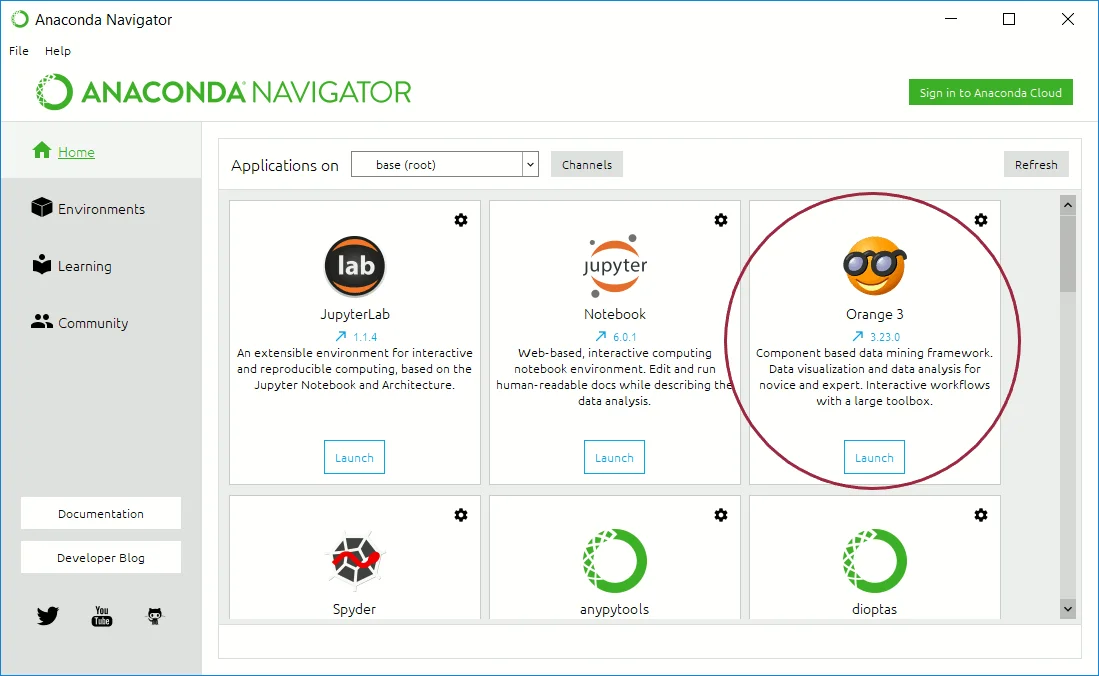 Anaconda Navigator
File Help
ANACONDA NAVIGATOR
Sign in to Anaconda Cloud
Home
Environments
Learning
Community
Documentation
Developer Blog
You
Tube
Applications on
base (root)
Channels
Refresh
lab
JupyterLab
1.1.4
An extensible environment for interactive
and reproducible computing, based on the
Jupyter Notebook and Architecture.
Launch
jupyter
Notebook
6.0.1
Web-based, interactive computing
notebook environment. Edit and run
human-readable docs while describing the
data analysis.
Launch
Orange 3
3.23.0
Component based data mining framework.
Data visualization and data analysis for
novice and expert. Interactive workflows
with a large toolbox.
Launch
Spyder
anypytools
dioptas